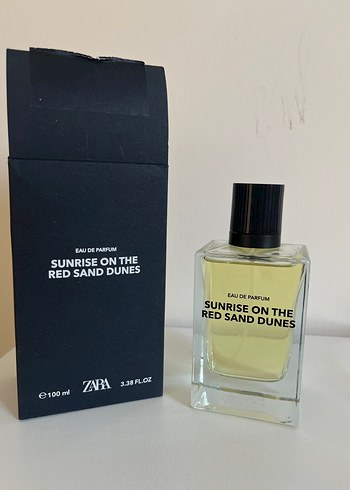 EAU DE PARFUM
SUNRISE ON THE
RED SAND DUNES
℮100 ml
ZARA
3.38 FL.OZ
EAU DE PARFUM
SUNRISE ON THE
RED SAND DUNES